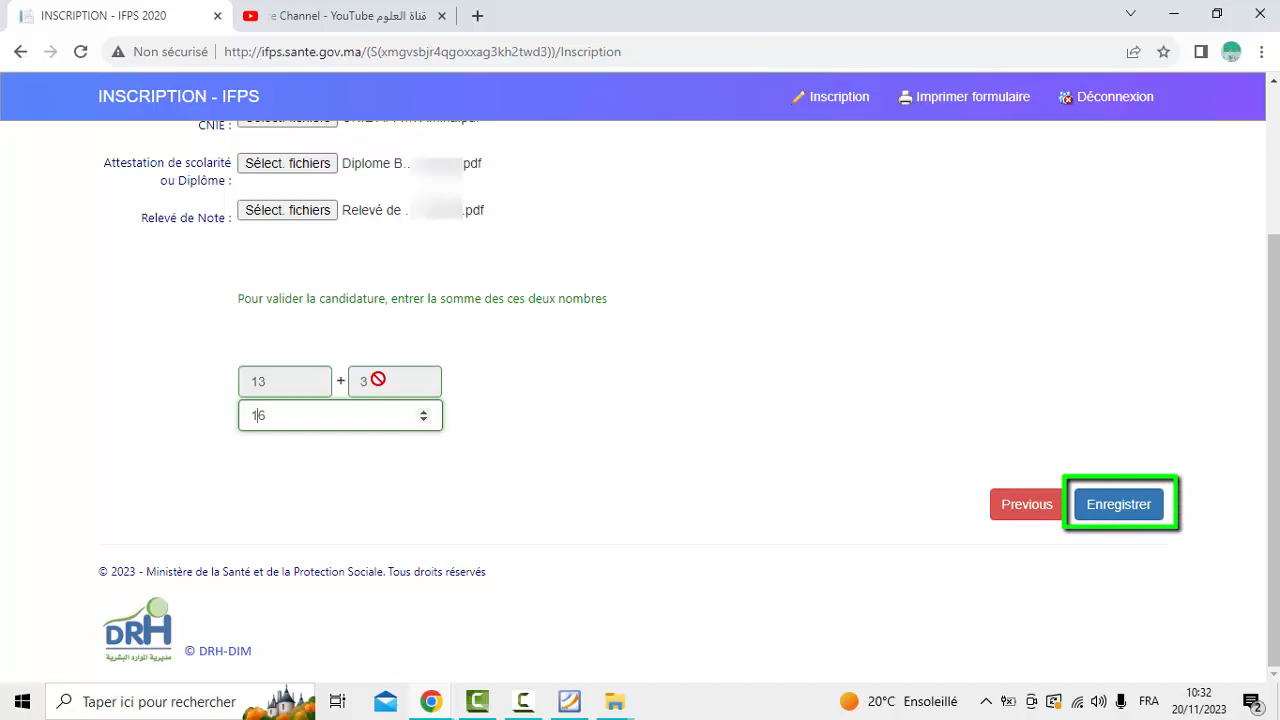 INSCRIPTION - IFPS 2020
e Channel - YouTube قناة العلوم
Non sécurisé
http://ifps.sante.gov.ma/(S(xmgvsbjr4qgoxxag3kh2twd3))/Inscription
INSCRIPTION - IFPS
Inscription
Imprimer formulaire
Déconnexion
CNIE :
Attestation de scolarité
ou Diplôme :
Sélect. fichiers
Diplome B..
pdf
Relevé de Note :
Sélect. fichiers
Relevé de .
.pdf
Pour valider la candidature, entrer la somme des ces deux nombres
13 + 3
16
Previous
Enregistrer
© 2023 - Ministère de la Santé et de la Protection Sociale. Tous droits réservés
DRH
مديرية الموارد البشرية
© DRH-DIM
Taper ici pour rechercher
20°C Ensoleillé
FRA
10:32
20/11/2023
2